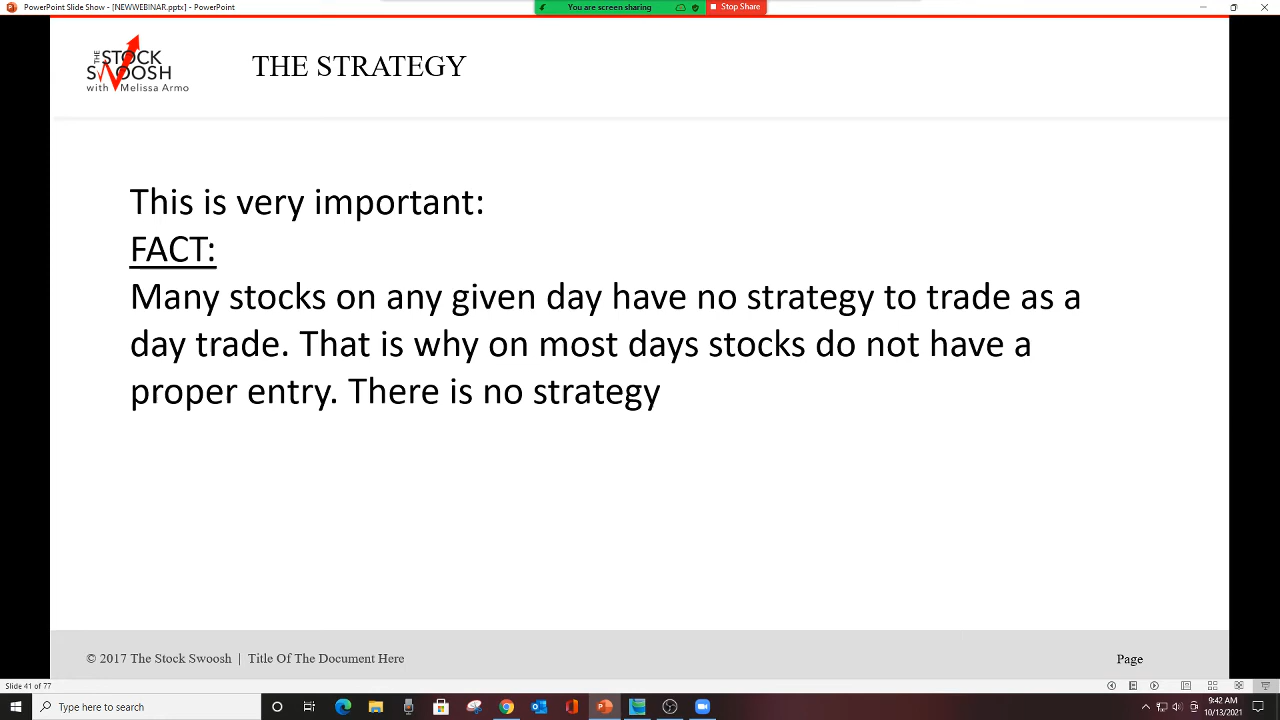 PowerPoint Slide Show - [NEWWEBINAR.pptx] - PowerPoint
You are screen sharing
Stop Share
THE STOCK
SWOOSH
with Melissa Armo
THE STRATEGY
This is very important:
FACT:
Many stocks on any given day have no strategy to trade as a
day trade. That is why on most days stocks do not have a
proper entry. There is no strategy
© 2017 The Stock Swoosh | Title Of The Document Here
Page
Slide 41 of 77
Type here to search
9:42 AM
10/13/2021